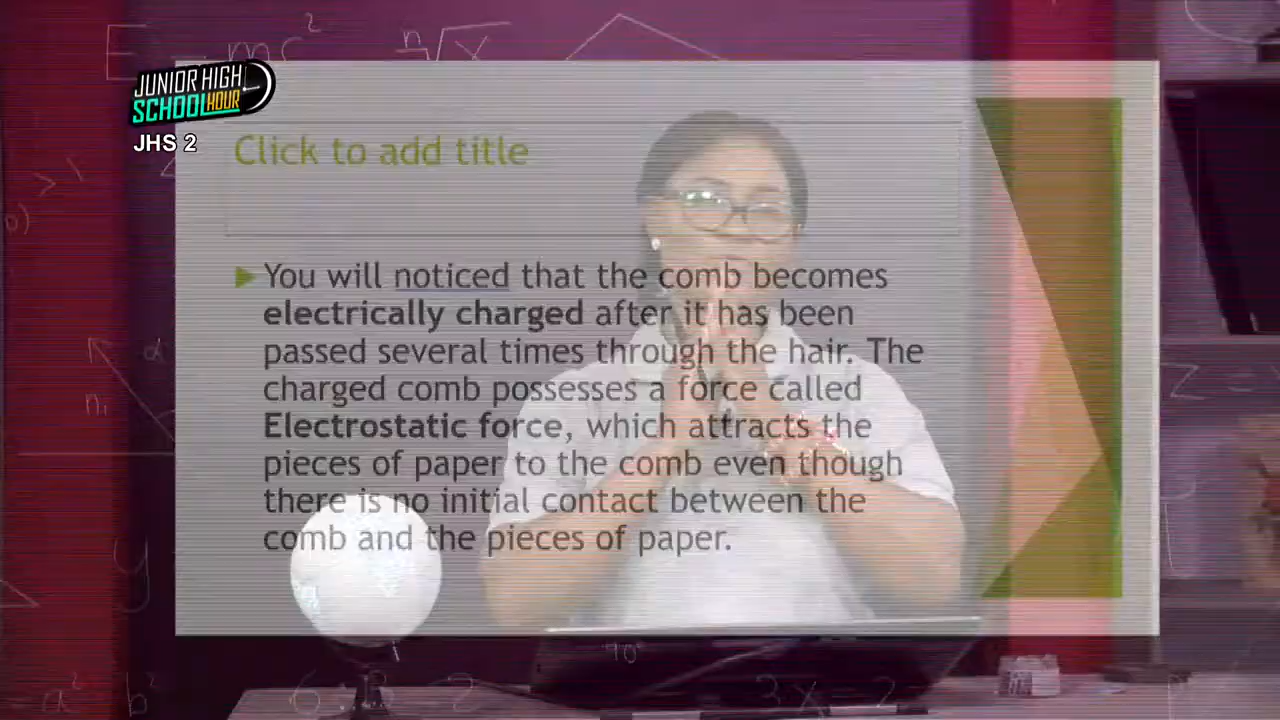 E = mc²
ⁿ√x
JUNIOR HIGH
SCHOOL HOUR
JHS 2
Click to add title
You will noticed that the comb becomes
electrically charged after it has been
passed several times through the hair. The
charged comb possesses a force called
Electrostatic force, which attracts the
pieces of paper to the comb even though
there is no initial contact between the
comb and the pieces of paper.